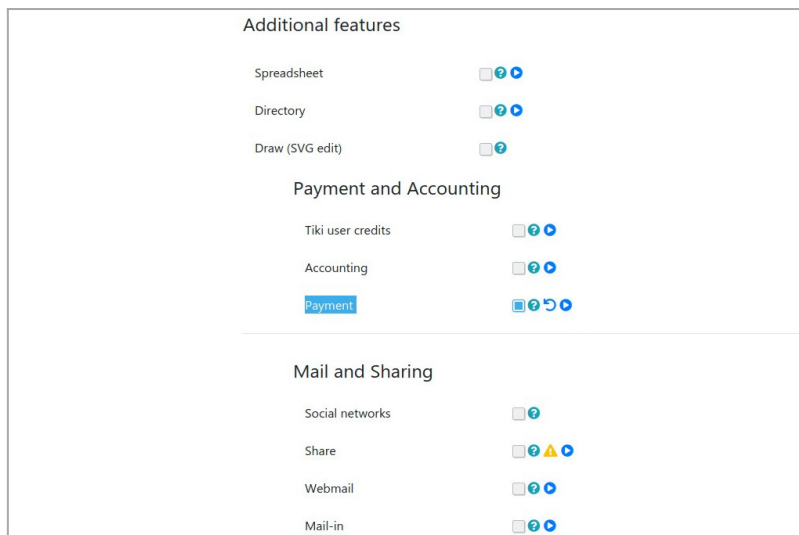 Additional features
Spreadsheet
Directory
Draw (SVG edit)
Payment and Accounting
Tiki user credits
Accounting
Payment
Mail and Sharing
Social networks
Share
Webmail
Mail-in